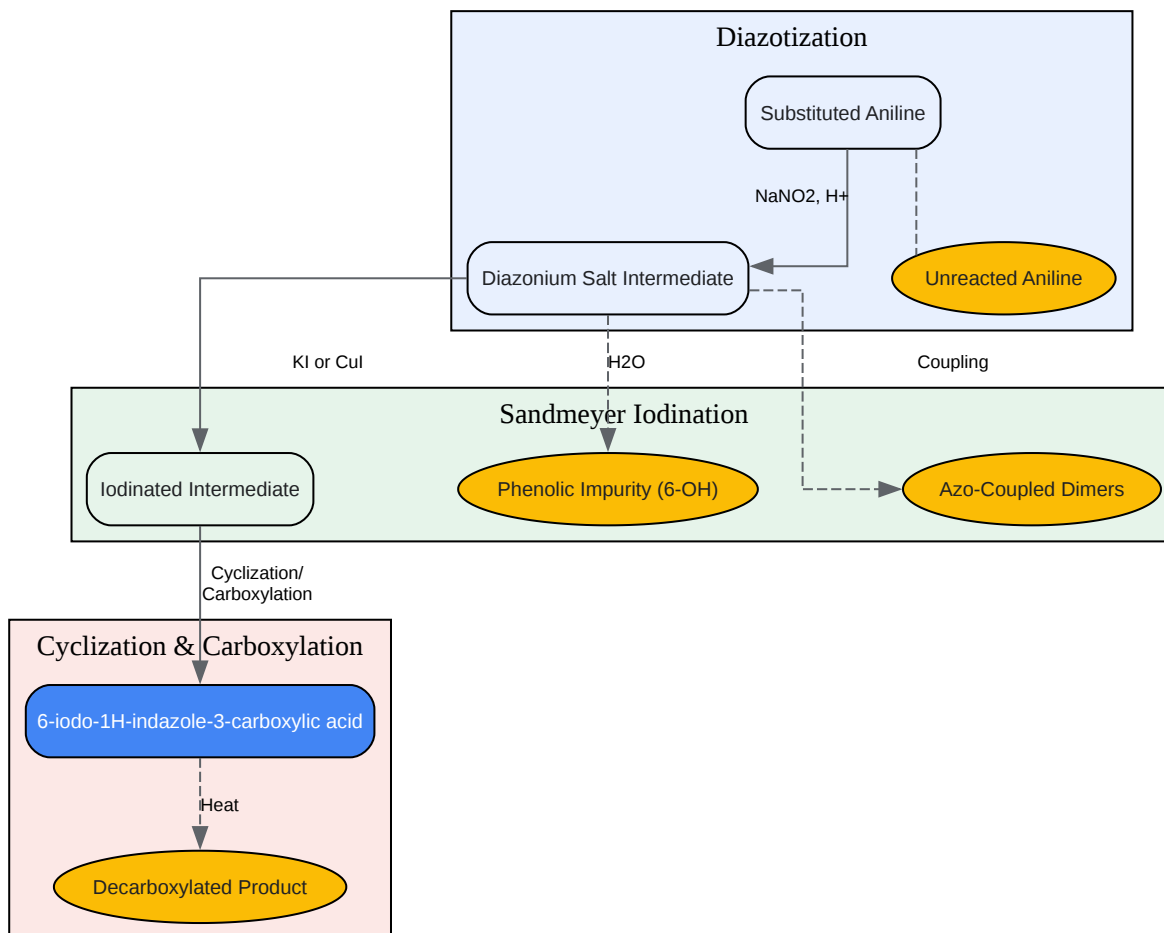 Diazotization
Substituted Aniline
NaNO2, H+
Diazonium Salt Intermediate
Unreacted Aniline
KI or CuI
H2O
Coupling
Sandmeyer Iodination
Iodinated Intermediate
Phenolic Impurity (6-OH)
Azo-Coupled Dimers
Cyclization/
Carboxylation
Cyclization & Carboxylation
6-iodo-1H-indazole-3-carboxylic acid
Heat
Decarboxylated Product